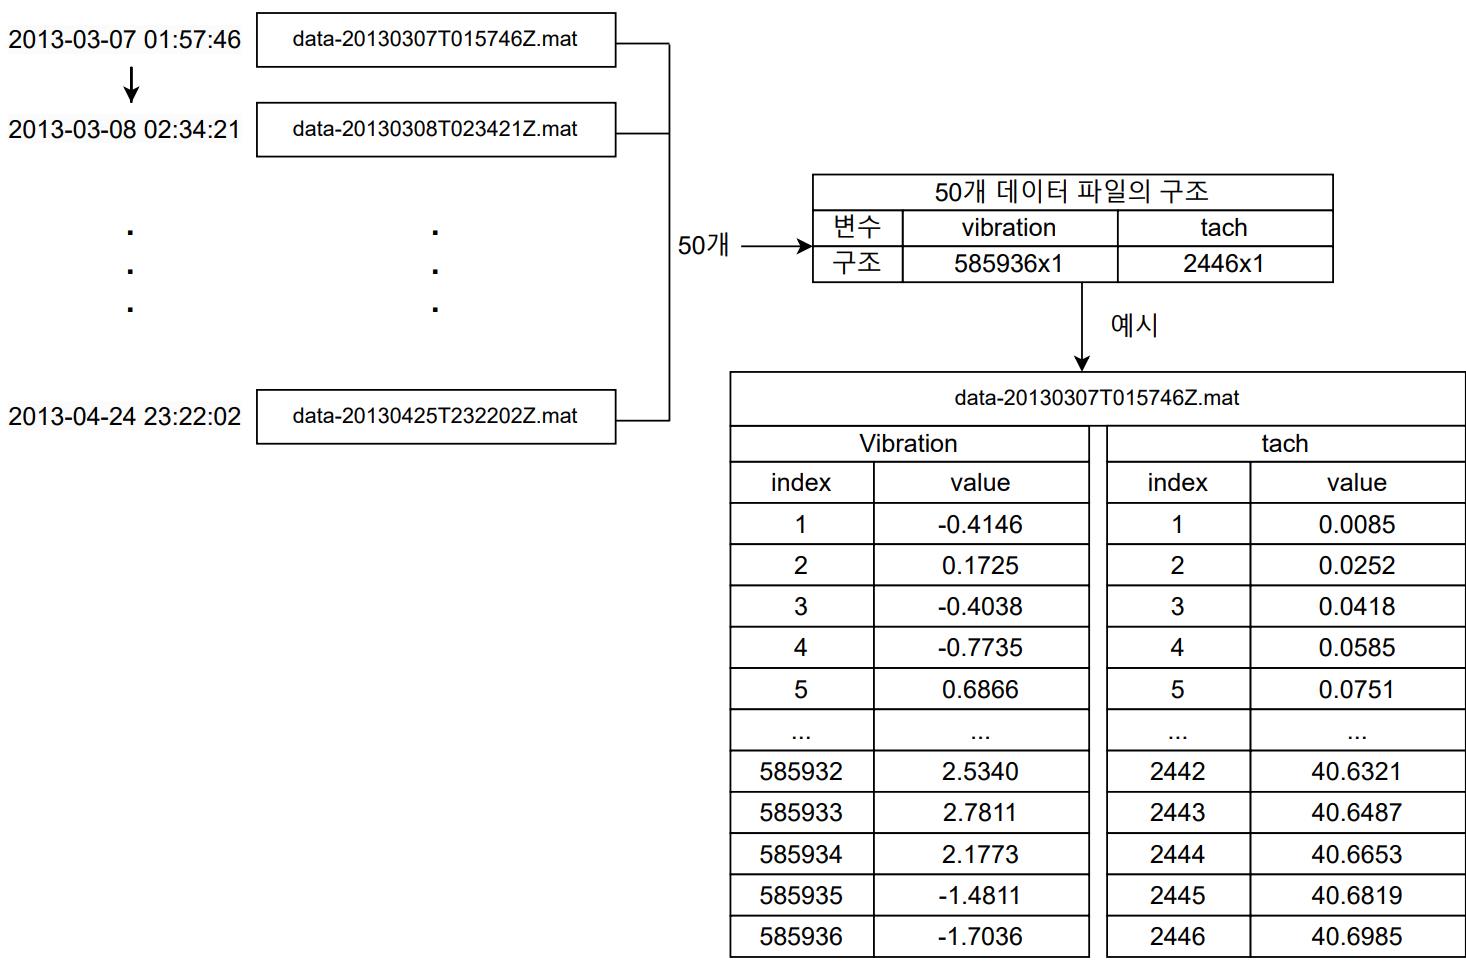 2013-03-07 01:57:46 data-20130307T015746Z.mat
2013-03-08 02:34:21 data-20130308T023421Z.mat
. .
. .
. .
2013-04-24 23:22:02 data-20130425T232202Z.mat
50개
50개 데이터 파일의 구조
변수 vibration tach
구조 585936x1 2446x1
예시
data-20130307T015746Z.mat
Vibration tach
index value index value
1 -0.4146 1 0.0085
2 0.1725 2 0.0252
3 -0.4038 3 0.0418
4 -0.7735 4 0.0585
5 0.6866 5 0.0751
... ... ... ...
585932 2.5340 2442 40.6321
585933 2.7811 2443 40.6487
585934 2.1773 2444 40.6653
585935 -1.4811 2445 40.6819
585936 -1.7036 2446 40.6985